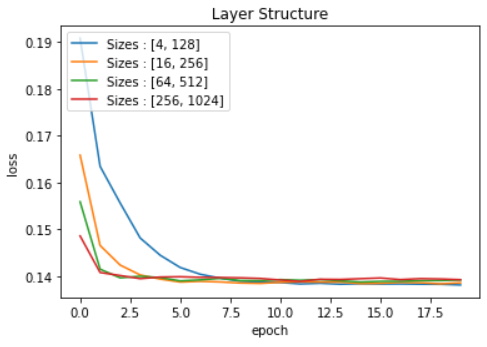 Layer Structure
0.19
0.18
0.17
0.16
0.15
0.14
loss
Sizes : [4, 128]
Sizes : [16, 256]
Sizes : [64, 512]
Sizes : [256, 1024]
0.0 2.5 5.0 7.5 10.0 12.5 15.0 17.5
epoch